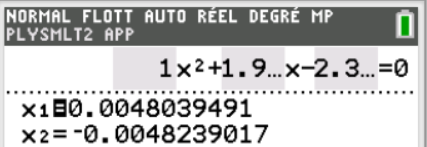 NORMAL FLOTT AUTO RÉEL DEGRÉ MP
PLYSMLT2 APP
1x²+1.9…x-2.3…=0
x₁=0.0048039491
x₂=-0.0048239017